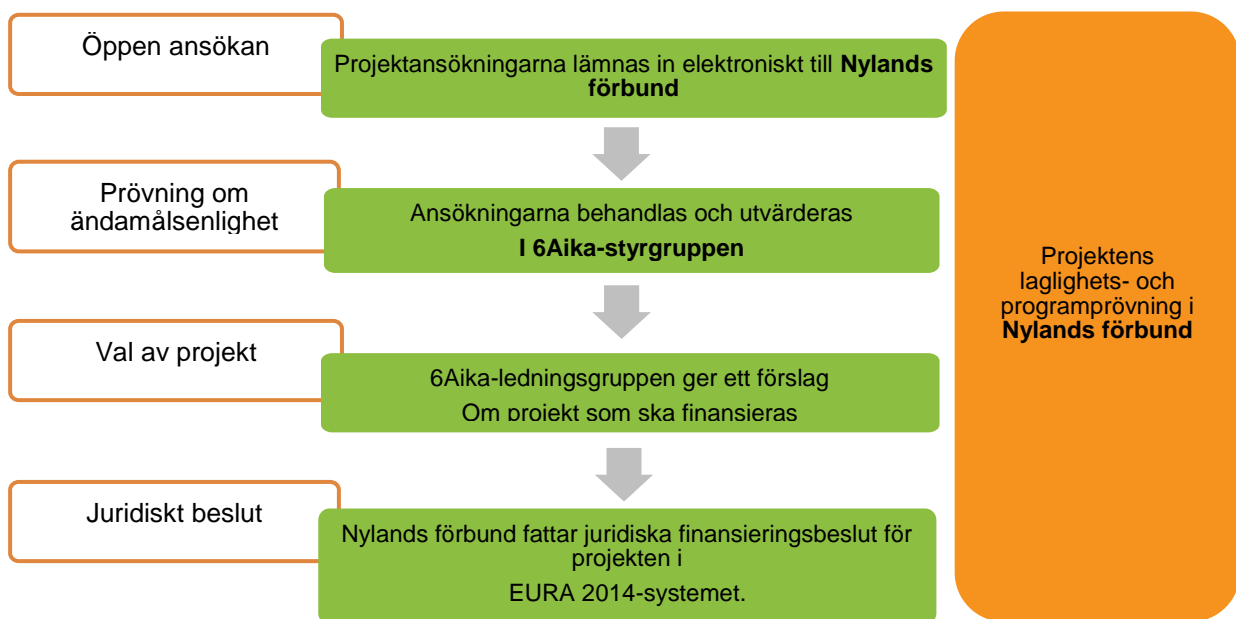 Öppen ansökan
Projektansökningarna lämnas in elektroniskt till Nylands
förbund
Prövning om
ändamålsenlighet
Ansökningarna behandlas och utvärderas
I 6Aika-styrgruppen
Val av projekt
6Aika-ledningsgruppen ger ett förslag
Om projekt som ska finansieras
Juridiskt beslut
Nylands förbund fattar juridiska finansieringsbeslut för
projekten i
EURA 2014-systemet.
Projektens
laglighets- och
programprövning i
Nylands förbund